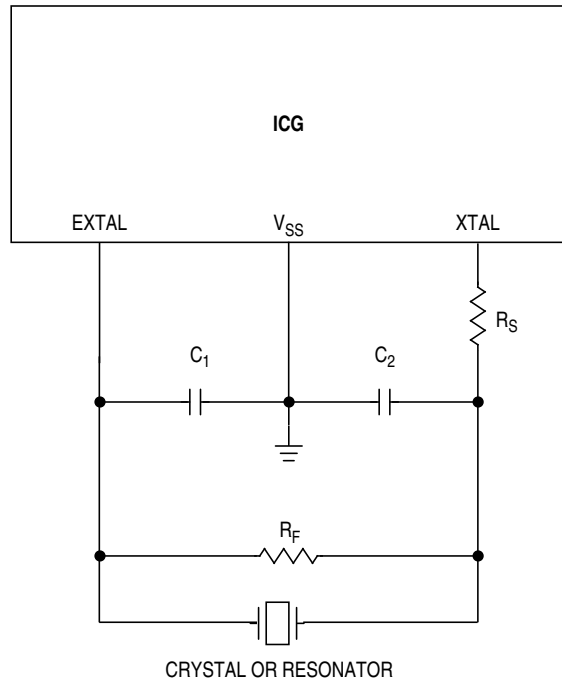 ICG
EXTAL
VSS
XTAL
RS
C1
C2
RF
CRYSTAL OR RESONATOR